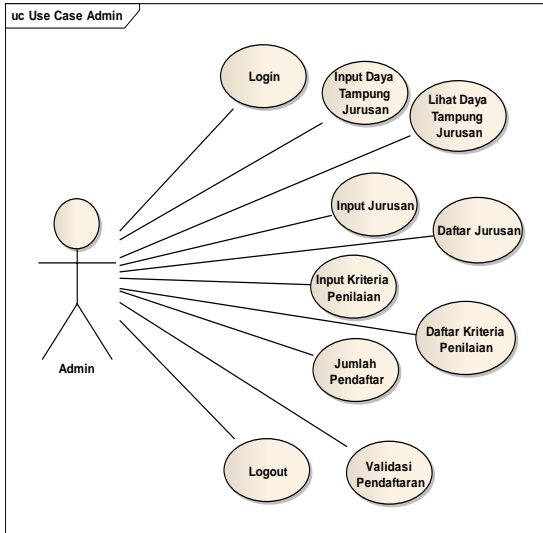 uc Use Case Admin
Login
Input Daya
Tampung
Jurusan
Lihat Daya
Tampung
Jurusan
Input Jurusan
Daftar Jurusan
Input Kriteria
Penilaian
Daftar Kriteria
Penilaian
Admin
Jumlah
Pendaftar
Logout
Validasi
Pendaftaran